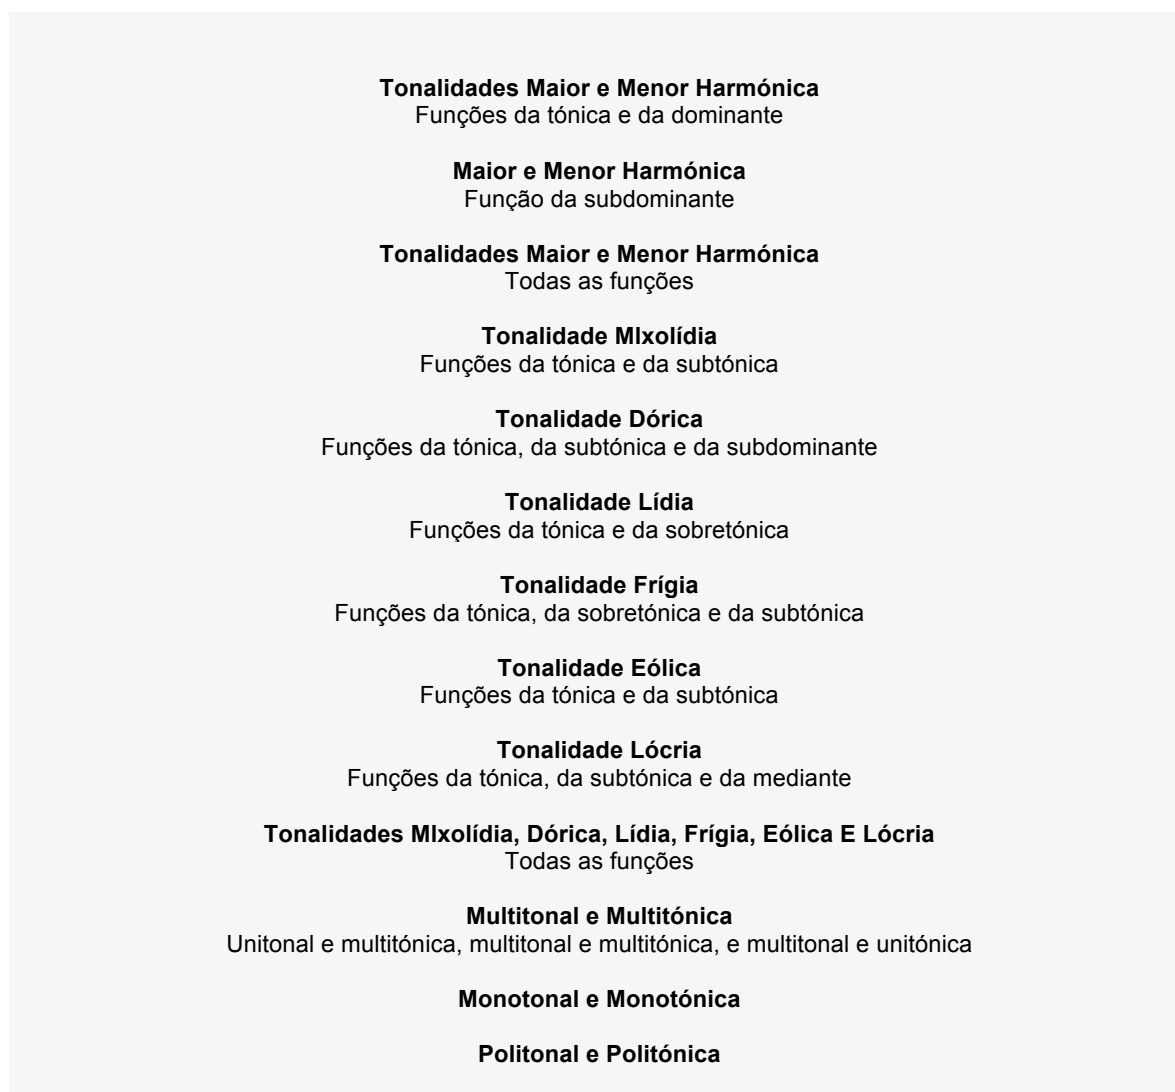 Tonalidades Maior e Menor Harmónica
Funções da tónica e da dominante
Maior e Menor Harmónica
Função da subdominante
Tonalidades Maior e Menor Harmónica
Todas as funções
Tonalidade MIxolídia
Funções da tónica e da subtónica
Tonalidade Dórica
Funções da tónica, da subtónica e da subdominante
Tonalidade Lídia
Funções da tónica e da sobretónica
Tonalidade Frígia
Funções da tónica, da sobretónica e da subtónica
Tonalidade Eólica
Funções da tónica e da subtónica
Tonalidade Lócria
Funções da tónica, da subtónica e da mediante
Tonalidades MIxolídia, Dórica, Lídia, Frígia, Eólica E Lócria
Todas as funções
Multitonal e Multitónica
Unitonal e multitónica, multitonal e multitónica, e multitonal e unitónica
Monotonal e Monotónica
Politonal e Politónica